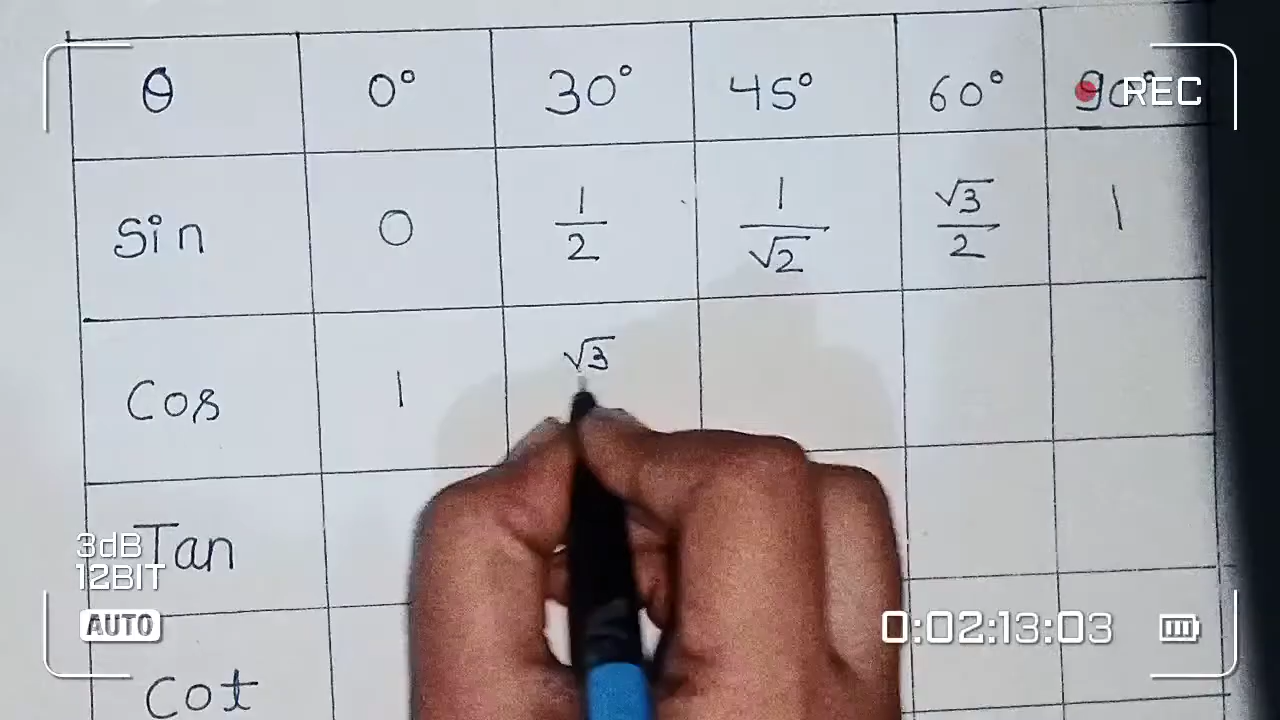 θ 0° 30° 45° 60° 90°
REC
Sin 0 1/2 1/√2 √3/2 1
Cos 1 √3
Tan
3dB
12BIT
AUTO
0:02:13:03
Cot